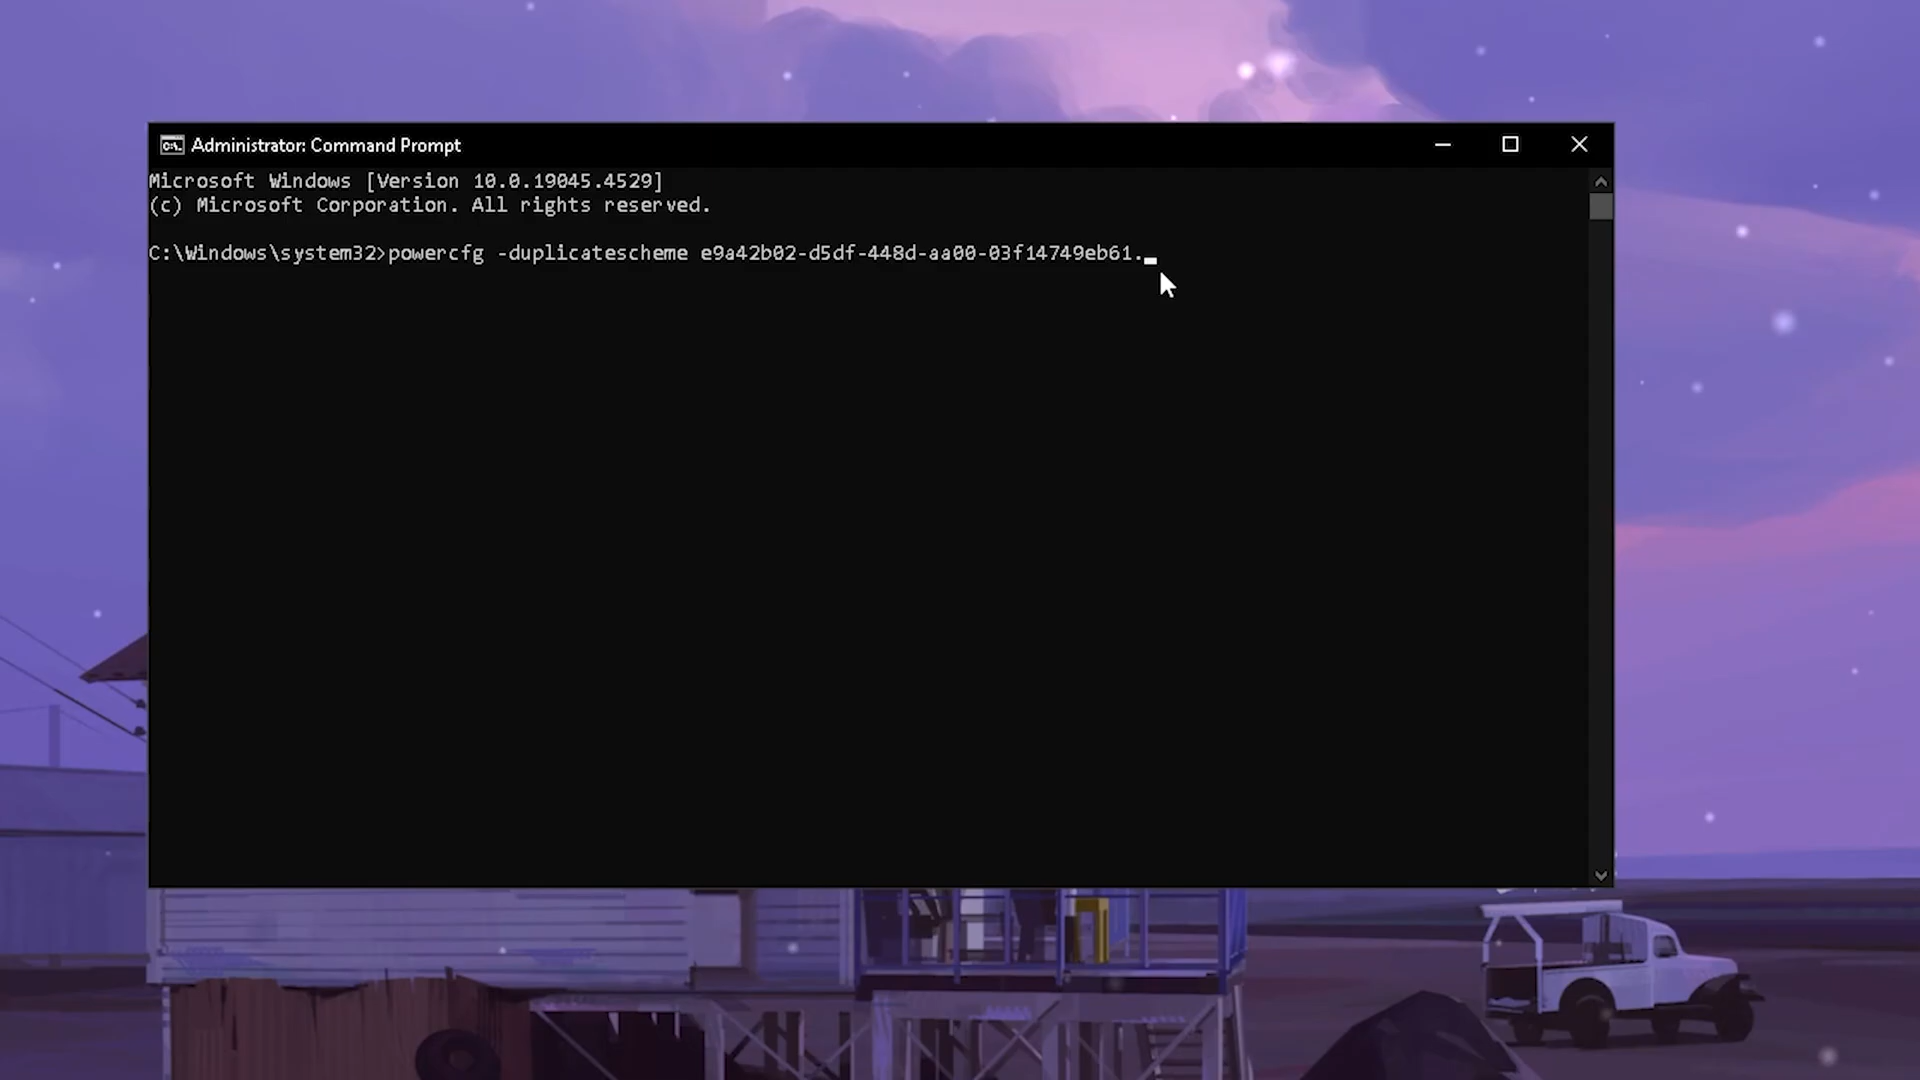 Administrator: Command Prompt
Microsoft Windows [Version 10.0.19045.4529]
(c) Microsoft Corporation. All rights reserved.
C:\Windows\system32>powercfg -duplicatescheme e9a42b02-d5df-448d-aa00-03f14749eb61.